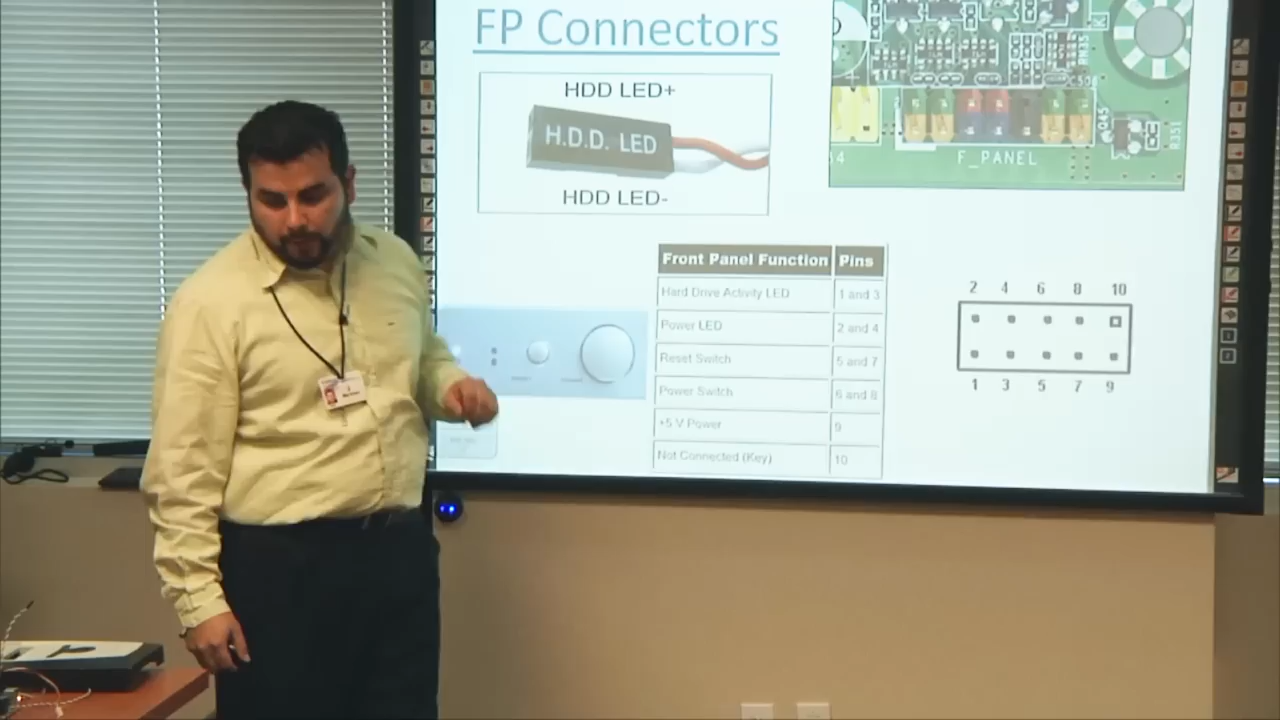 FP Connectors
HDD LED+
H.D.D. LED
HDD LED-
F_PANEL
Front Panel Function Pins
Hard Drive Activity LED 1 and 3
Power LED 2 and 4
Reset Switch 5 and 7
Power Switch 6 and 8
+5 V Power 9
Not Connected (Key) 10
2 4 6 8 10
1 3 5 7 9